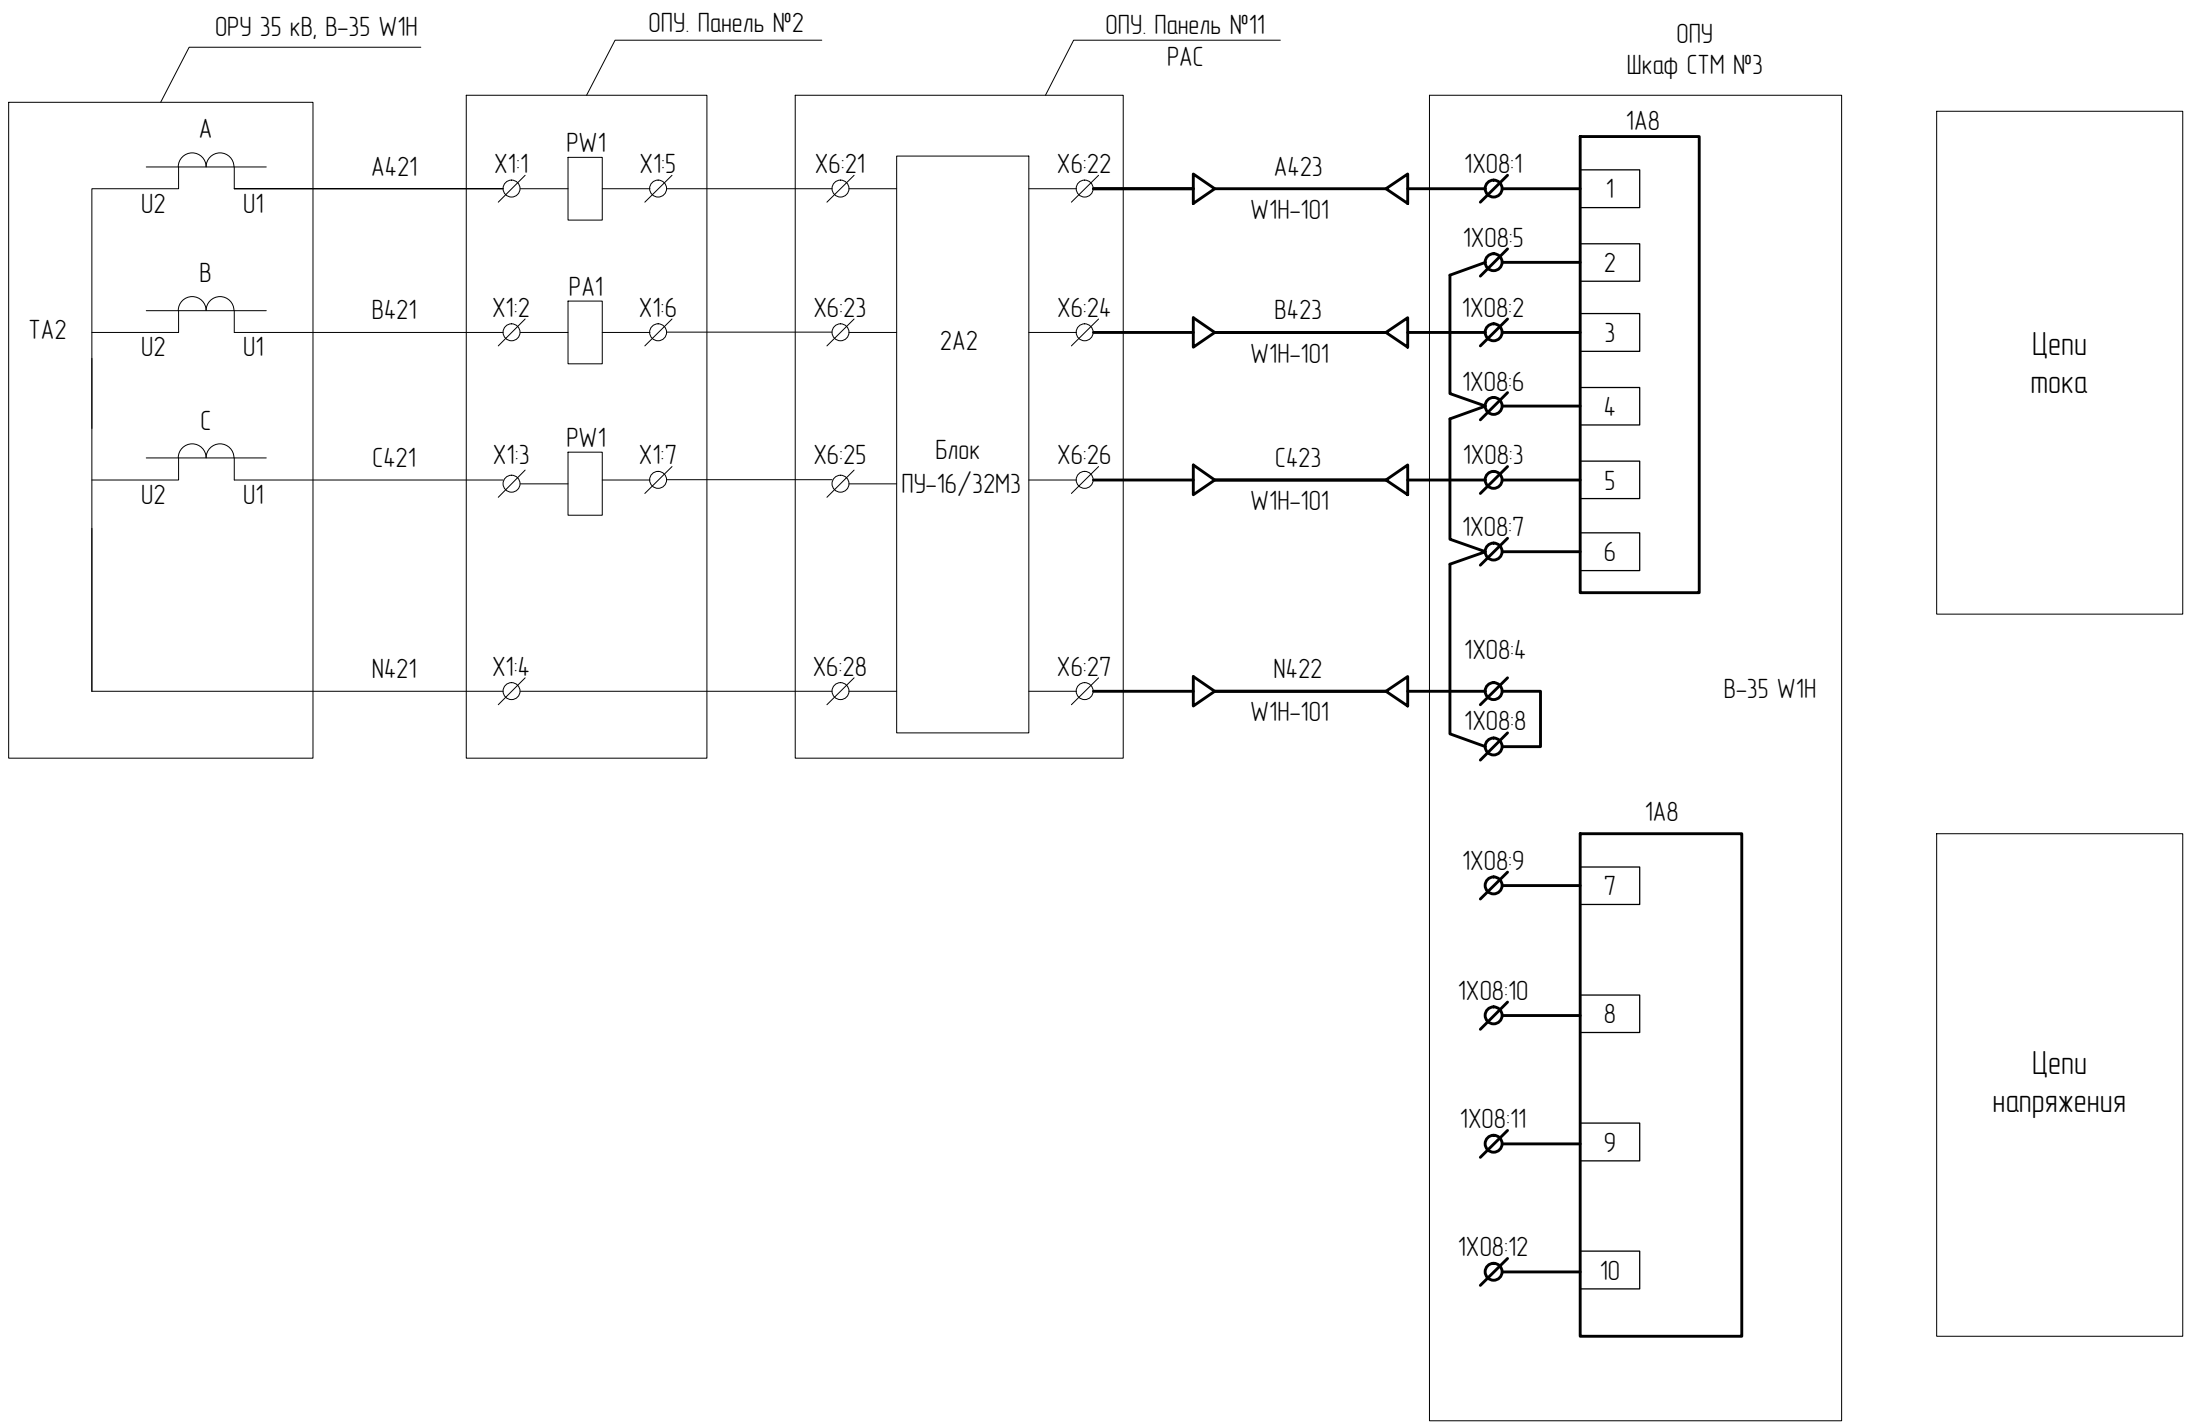 ОРУ 35 кВ, В-35 W1Н
ОПУ. Панель №2
ОПУ. Панель №11
РАС
ОПУ
Шкаф СТМ №3
A
U2
U1
A421
X1:1
PW1
X1:5
X6:21
X6:22
A423
W1H-101
1X08:1
1A8
1
1X08:5
2
B
TA2
U2
U1
B421
X1:2
PA1
X1:6
X6:23
2A2
X6:24
B423
W1H-101
1X08:2
3
Цепи
тока
1X08:6
4
C
U2
U1
C421
X1:3
PW1
X1:7
X6:25
Блок
ПУ-16/32М3
X6:26
C423
W1H-101
1X08:3
5
1X08:7
6
N421
X1:4
X6:28
X6:27
N422
W1H-101
1X08:4
В-35 W1Н
1X08:8
1A8
1X08:9
7
1X08:10
8
Цепи
напряжения
1X08:11
9
1X08:12
10